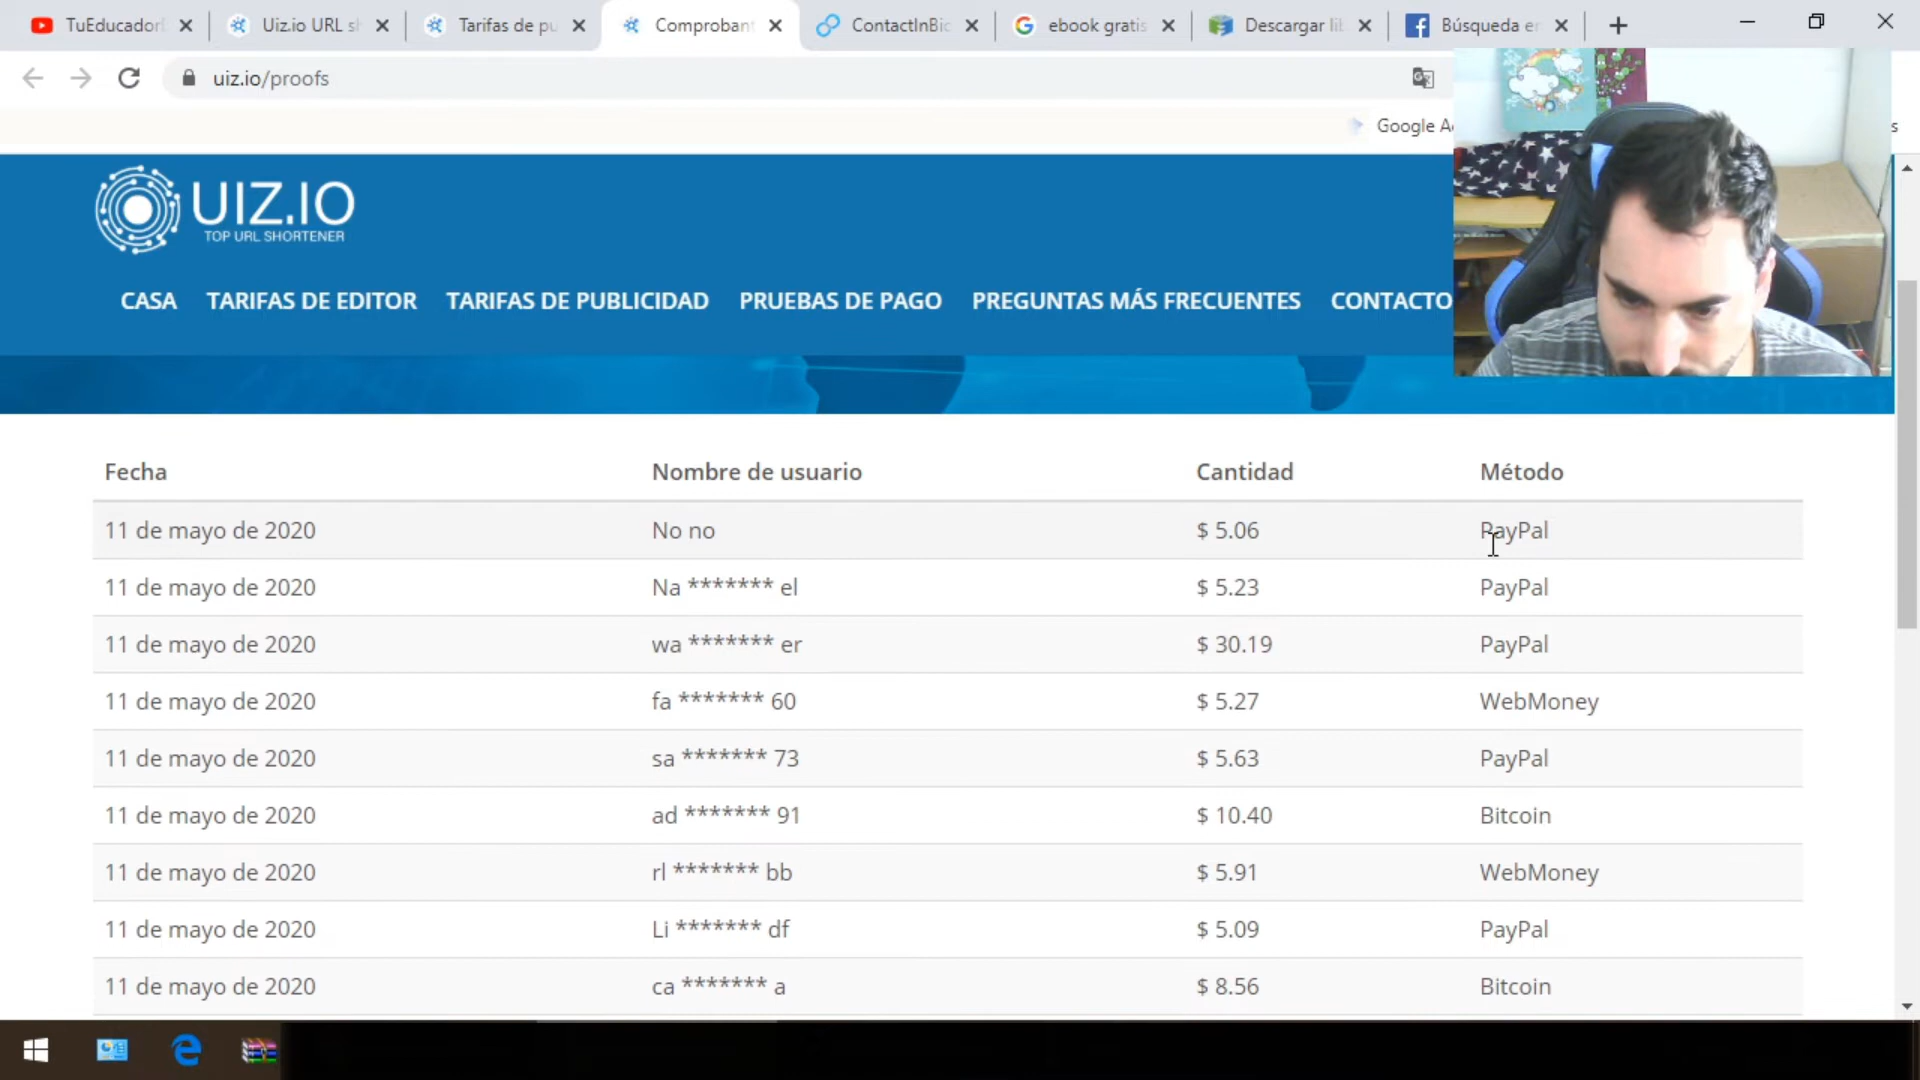 TuEducador
Uiz.io URL sh
Tarifas de pu
Comproban
ContactInBio
ebook gratis
Descargar lib
Búsqueda en
uiz.io/proofs
Google A
s
UIZ.IO
TOP URL SHORTENER
CASA TARIFAS DE EDITOR TARIFAS DE PUBLICIDAD PRUEBAS DE PAGO PREGUNTAS MÁS FRECUENTES CONTACTO
Fecha Nombre de usuario Cantidad Método
11 de mayo de 2020 No no $ 5.06 PayPal
11 de mayo de 2020 Na ******* el $ 5.23 PayPal
11 de mayo de 2020 wa ******* er $ 30.19 PayPal
11 de mayo de 2020 fa ******* 60 $ 5.27 WebMoney
11 de mayo de 2020 sa ******* 73 $ 5.63 PayPal
11 de mayo de 2020 ad ******* 91 $ 10.40 Bitcoin
11 de mayo de 2020 rl ******* bb $ 5.91 WebMoney
11 de mayo de 2020 Li ******* df $ 5.09 PayPal
11 de mayo de 2020 ca ******* a $ 8.56 Bitcoin